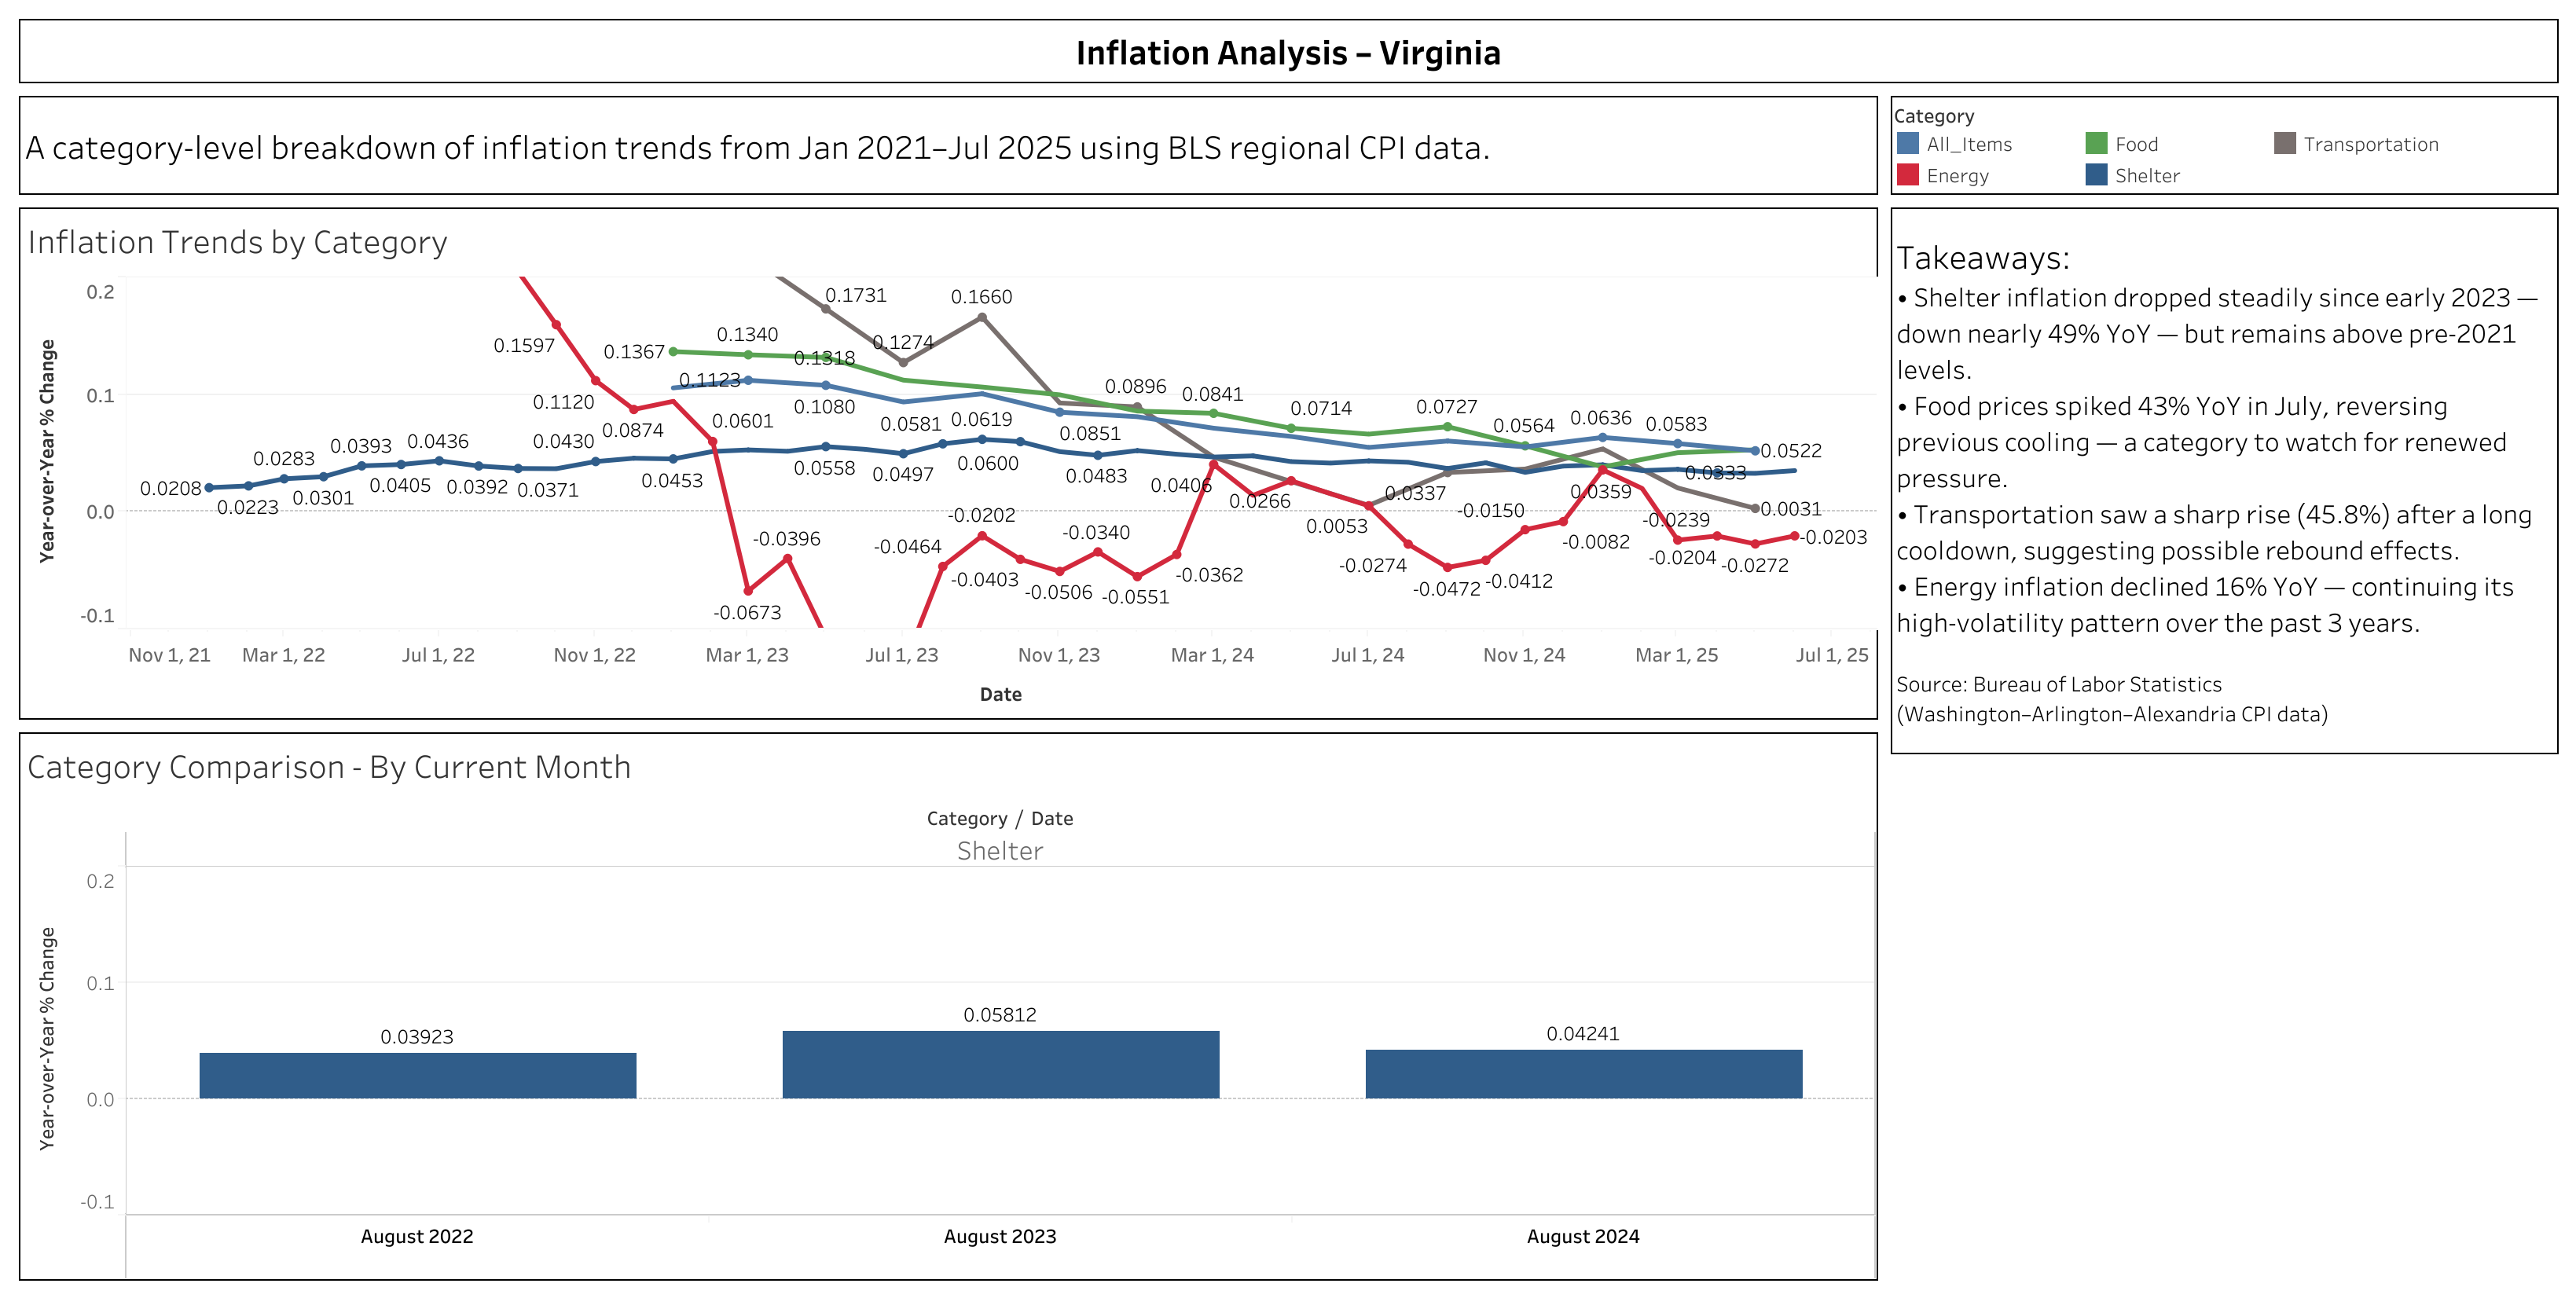 Inflation Analysis – Virginia
A category-level breakdown of inflation trends from Jan 2021–Jul 2025 using BLS regional CPI data.
Category
All_Items
Food
Transportation
Energy
Shelter
Inflation Trends by Category
Year-over-Year % Change
0.2
0.1
0.0
-0.1
0.1731
0.1660
0.1597
0.1367
0.1340
0.1318
0.1274
0.1123
0.1120
0.1080
0.0896
0.0841
0.0874
0.0601
0.0581
0.0619
0.0851
0.0714
0.0727
0.0564
0.0636
0.0583
0.0522
0.0208
0.0223
0.0283
0.0301
0.0393
0.0405
0.0436
0.0392
0.0371
0.0430
0.0453
0.0558
0.0497
0.0600
0.0483
0.0406
0.0266
0.0053
0.0337
-0.0150
0.0359
0.0333
-0.0239
0.0031
-0.0673
-0.0396
-0.0464
-0.0202
-0.0403
-0.0506
-0.0340
-0.0551
-0.0362
-0.0274
-0.0472
-0.0412
-0.0082
-0.0204
-0.0272
-0.0203
Nov 1, 21
Mar 1, 22
Jul 1, 22
Nov 1, 22
Mar 1, 23
Jul 1, 23
Nov 1, 23
Mar 1, 24
Jul 1, 24
Nov 1, 24
Mar 1, 25
Jul 1, 25
Date
Takeaways:
• Shelter inflation dropped steadily since early 2023 —
down nearly 49% YoY — but remains above pre-2021
levels.
• Food prices spiked 43% YoY in July, reversing
previous cooling — a category to watch for renewed
pressure.
• Transportation saw a sharp rise (45.8%) after a long
cooldown, suggesting possible rebound effects.
• Energy inflation declined 16% YoY — continuing its
high-volatility pattern over the past 3 years.
Source: Bureau of Labor Statistics
(Washington–Arlington–Alexandria CPI data)
Category Comparison - By Current Month
Category / Date
Shelter
Year-over-Year % Change
0.2
0.1
0.0
-0.1
0.03923
0.05812
0.04241
August 2022
August 2023
August 2024